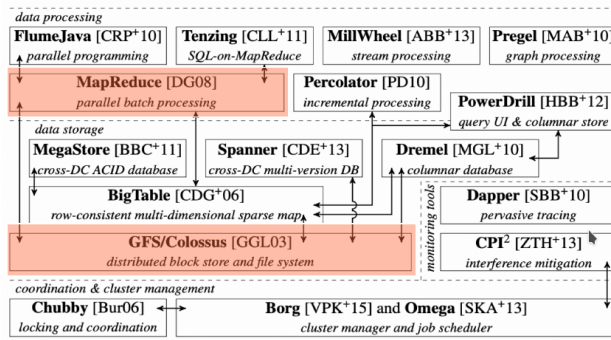 data processing
FlumeJava [CRP+10]
parallel programming
Tenzing [CLL+11]
SQL-on-MapReduce
MillWheel [ABB+13]
stream processing
Pregel [MAB+10]
graph processing
MapReduce [DG08]
parallel batch processing
Percolator [PD10]
incremental processing
PowerDrill [HBB+12]
query UI & columnar store
data storage
MegaStore [BBC+11]
cross-DC ACID database
Spanner [CDE+13]
cross-DC multi-version DB
Dremel [MGL+10]
columnar database
BigTable [CDG+06]
row-consistent multi-dimensional sparse map
monitoring tools
Dapper [SBB+10]
pervasive tracing
GFS/Colossus [GGL03]
distributed block store and file system
CPI2 [ZTH+13]
interference mitigation
coordination & cluster management
Chubby [Bur06]
locking and coordination
Borg [VPK+15] and Omega [SKA+13]
cluster manager and job scheduler